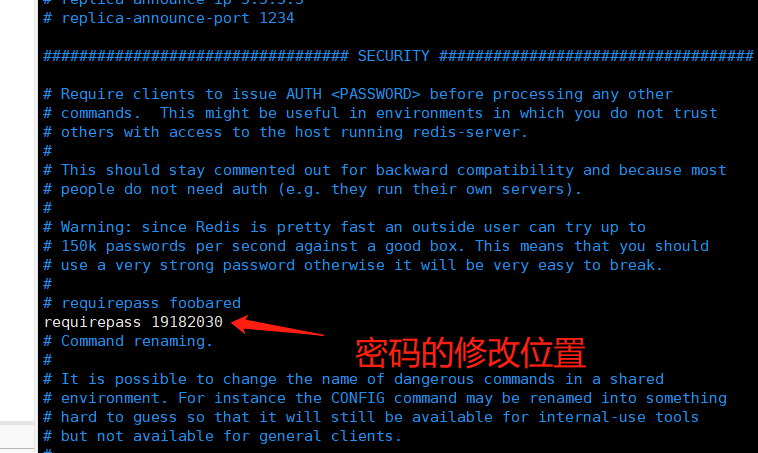 # replica-announce-ip 5.5.5.5
# replica-announce-port 1234
################################## SECURITY ###################################
# Require clients to issue AUTH <PASSWORD> before processing any other
# commands.  This might be useful in environments in which you do not trust
# others with access to the host running redis-server.
#
# This should stay commented out for backward compatibility and because most
# people do not need auth (e.g. they run their own servers).
#
# Warning: since Redis is pretty fast an outside user can try up to
# 150k passwords per second against a good box. This means that you should
# use a very strong password otherwise it will be very easy to break.
#
# requirepass foobared
requirepass 19182030
密码的修改位置
# Command renaming.
#
# It is possible to change the name of dangerous commands in a shared
# environment. For instance the CONFIG command may be renamed into something
# hard to guess so that it will still be available for internal-use tools
# but not available for general clients.
#